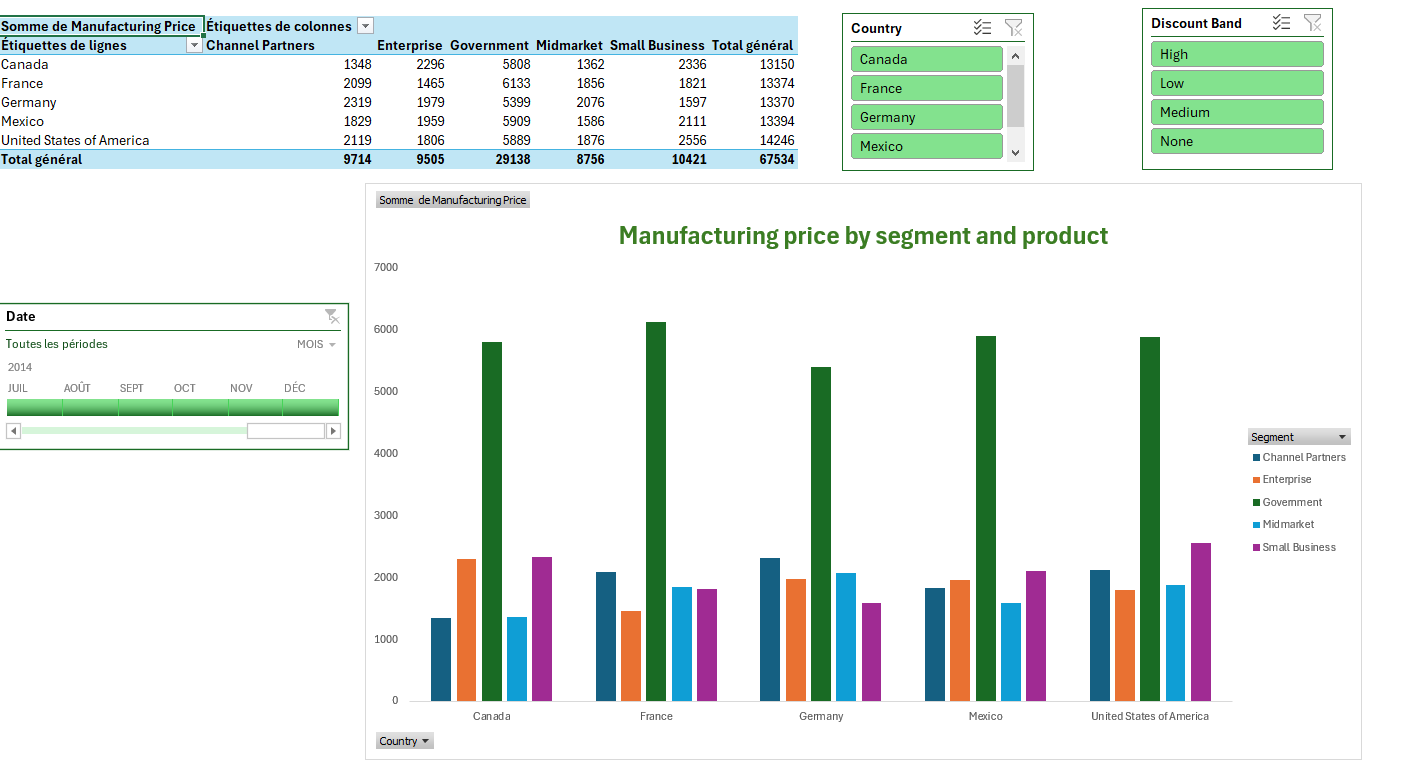 Somme de Manufacturing Price Étiquettes de colonnes
Étiquettes de lignes Channel Partners Enterprise Government Midmarket Small Business Total général
Canada 1348 2296 5808 1362 2336 13150
France 2099 1465 6133 1856 1821 13374
Germany 2319 1979 5399 2076 1597 13370
Mexico 1829 1959 5909 1586 2111 13394
United States of America 2119 1806 5889 1876 2556 14246
Total général 9714 9505 29138 8756 10421 67534
Country
Canada
France
Germany
Mexico
Discount Band
High
Low
Medium
None
Date
Toutes les périodes MOIS
2014
JUIL AOÛT SEPT OCT NOV DÉC
Somme de Manufacturing Price
Manufacturing price by segment and product
7000
6000
5000
4000
3000
2000
1000
0
Canada France Germany Mexico United States of America
Country
Segment
Channel Partners
Enterprise
Government
Midmarket
Small Business